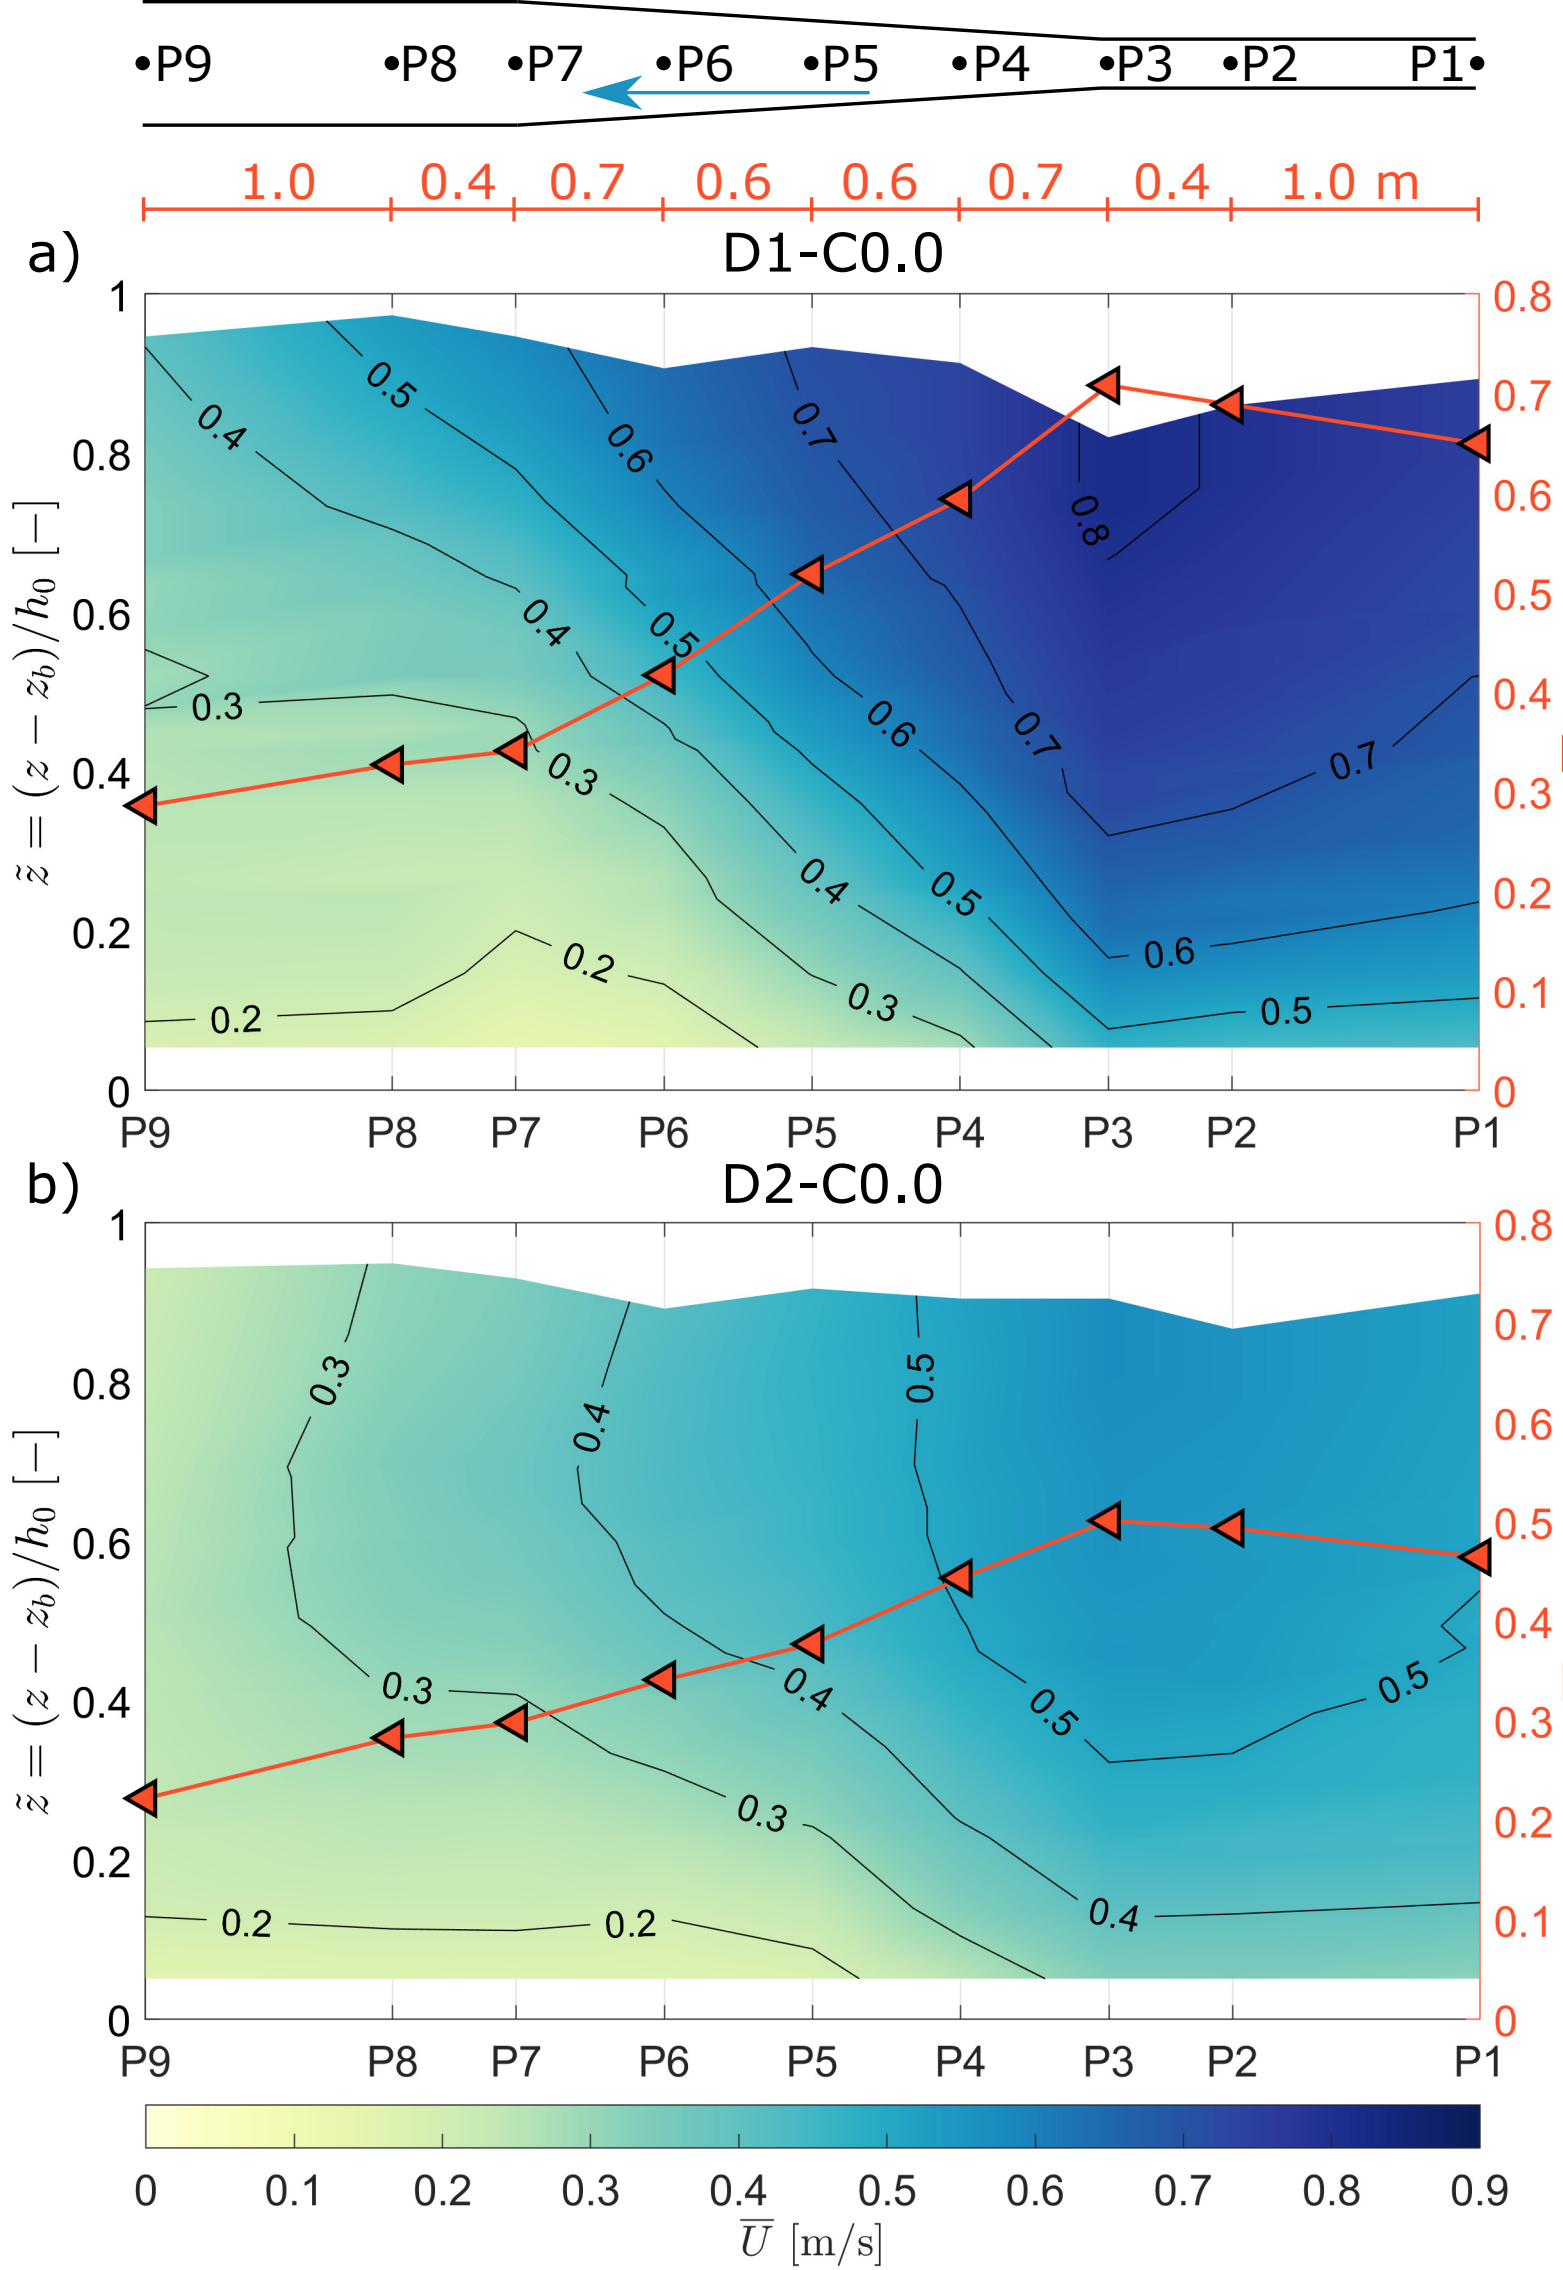 P9 P8 P7 P6 P5 P4 P3 P2 P1
1.0 0.4 0.7 0.6 0.6 0.7 0.4 1.0 m
a) D1-C0.0
1 0.8 0.6 0.4 0.2 0
z̃ = (z − z_b)/h_0 [−]
0.8 0.7 0.6 0.5 0.4 0.3 0.2 0.1 0
0.5 0.4 0.6 0.7 0.8
0.4 0.5
0.3 0.6 0.7 0.7
0.3 0.4 0.5
0.2 0.2 0.3 0.6 0.5
P9 P8 P7 P6 P5 P4 P3 P2 P1
b) D2-C0.0
1 0.8 0.6 0.4 0.2 0
z̃ = (z − z_b)/h_0 [−]
0.8 0.7 0.6 0.5 0.4 0.3 0.2 0.1 0
0.3 0.4 0.5
0.3 0.4 0.5 0.5
0.3
0.2 0.2 0.4
P9 P8 P7 P6 P5 P4 P3 P2 P1
0 0.1 0.2 0.3 0.4 0.5 0.6 0.7 0.8 0.9
U̅ [m/s]